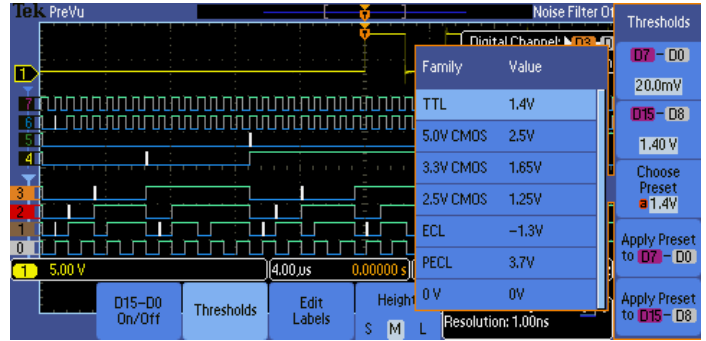 Tek PreVu
Noise Filter Of
Thresholds
Digital Channel: D3
Family Value
TTL 1.4V
5.0V CMOS 2.5V
3.3V CMOS 1.65V
2.5V CMOS 1.25V
ECL −1.3V
PECL 3.7V
0 V 0V
D7 – D0
20.0mV
D15 – D8
1.40 V
Choose
Preset
a 1.4V
Apply Preset
to D7 – D0
Apply Preset
to D15 – D8
1
7
6
5
4
3
2
1
0
1 5.00 V
4.00µs
0.00000 s
D15–D0
On/Off
Thresholds
Edit
Labels
Height
S M L
Resolution: 1.00ns